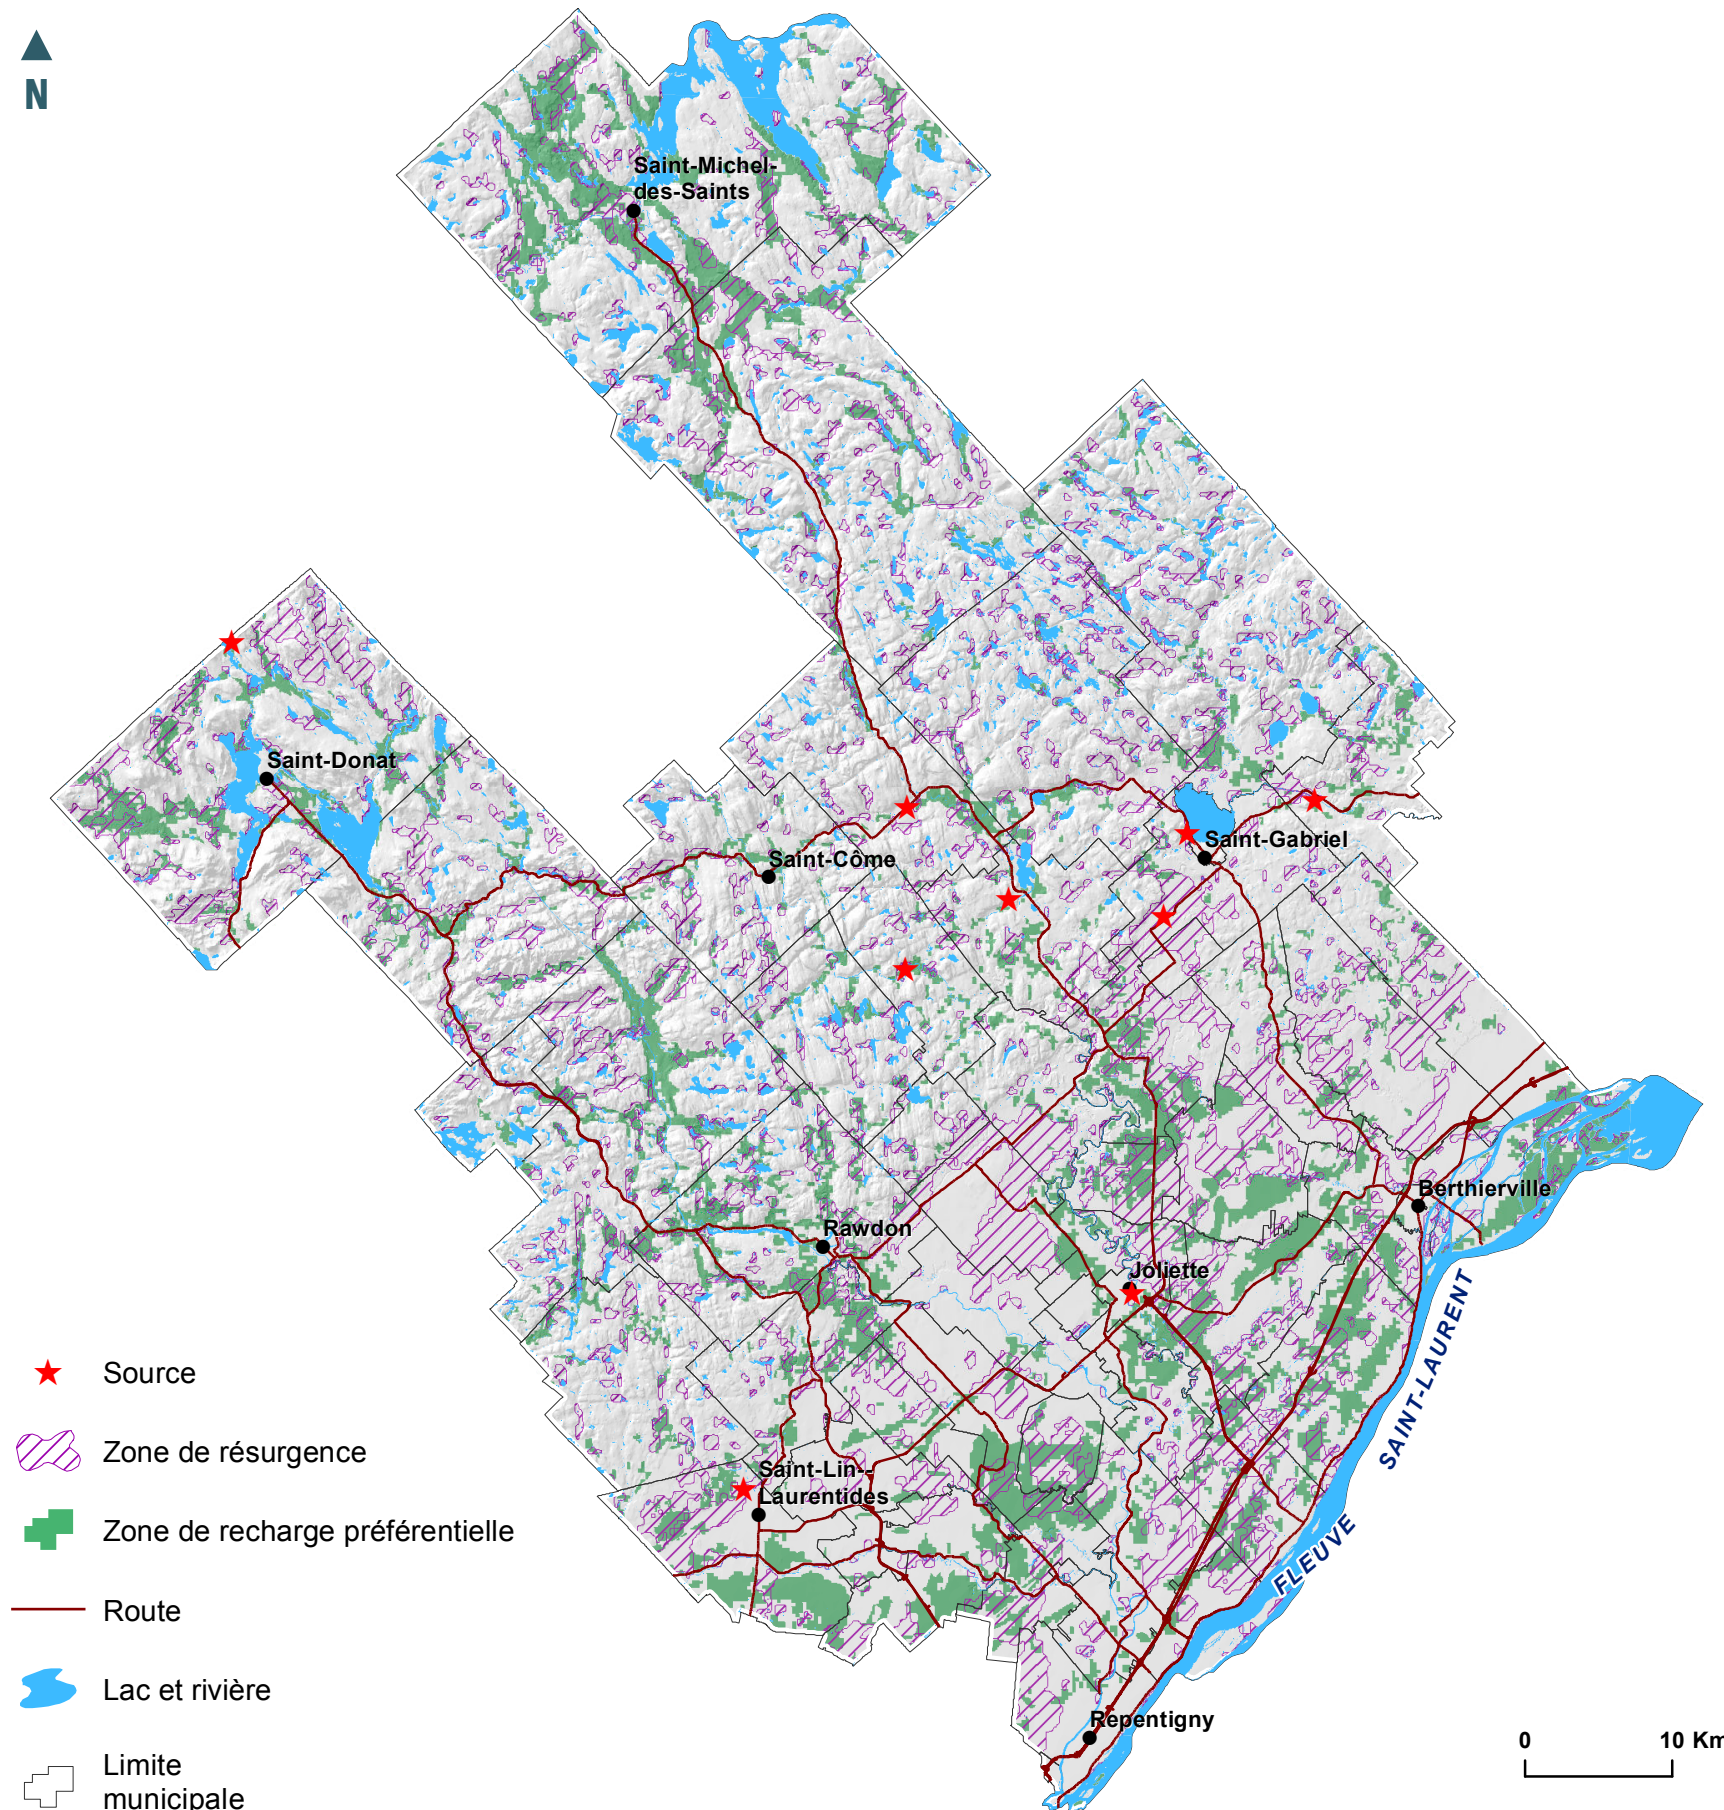 N
Saint-Michel-
des-Saints
Saint-Donat
Saint-Côme
Saint-Gabriel
Berthierville
Rawdon
Joliette
FLEUVE SAINT-LAURENT
Saint-Lin--
Laurentides
Repentigny
Source
Zone de résurgence
Zone de recharge préférentielle
Route
Lac et rivière
Limite
municipale
0 10 Km